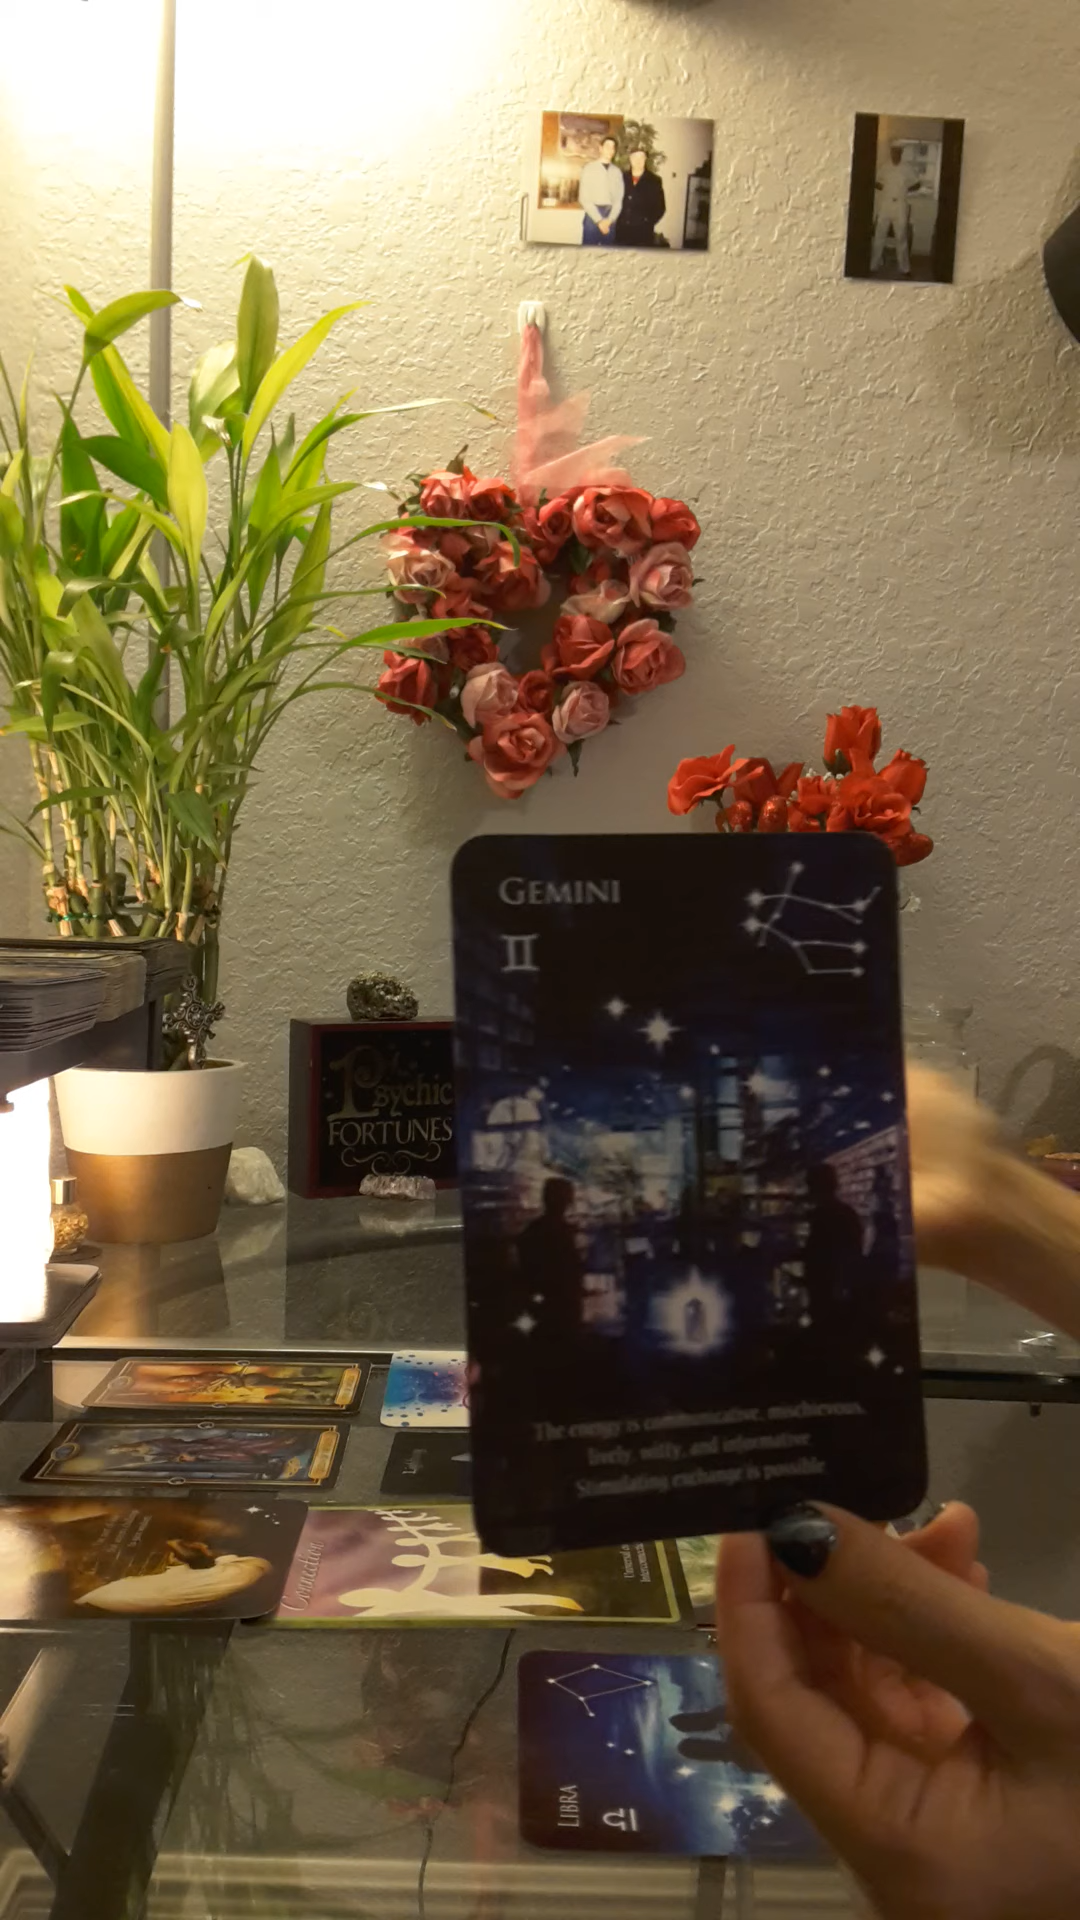 GEMINI
♊
Psychic
FORTUNES
The energy is communicative, mischievous,
lively, witty, and informative.
Stimulating exchange is possible.
Connection
LIBRA
♎